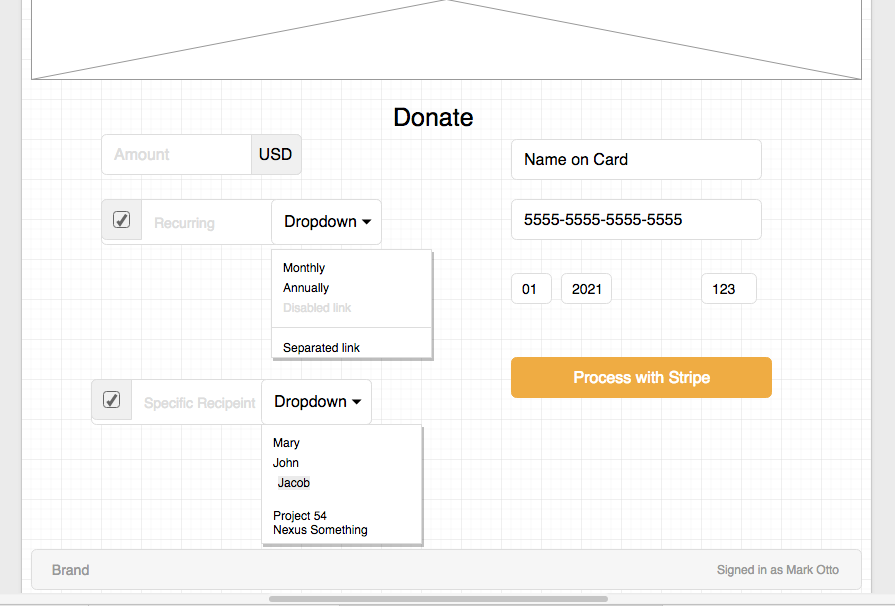 Donate
Amount USD
Recurring Dropdown
Monthly
Annually
Disabled link
Separated link
Specific Recipeint Dropdown
Mary
John
Jacob
Project 54
Nexus Something
Name on Card
5555-5555-5555-5555
01 2021 123
Process with Stripe
Brand Signed in as Mark Otto